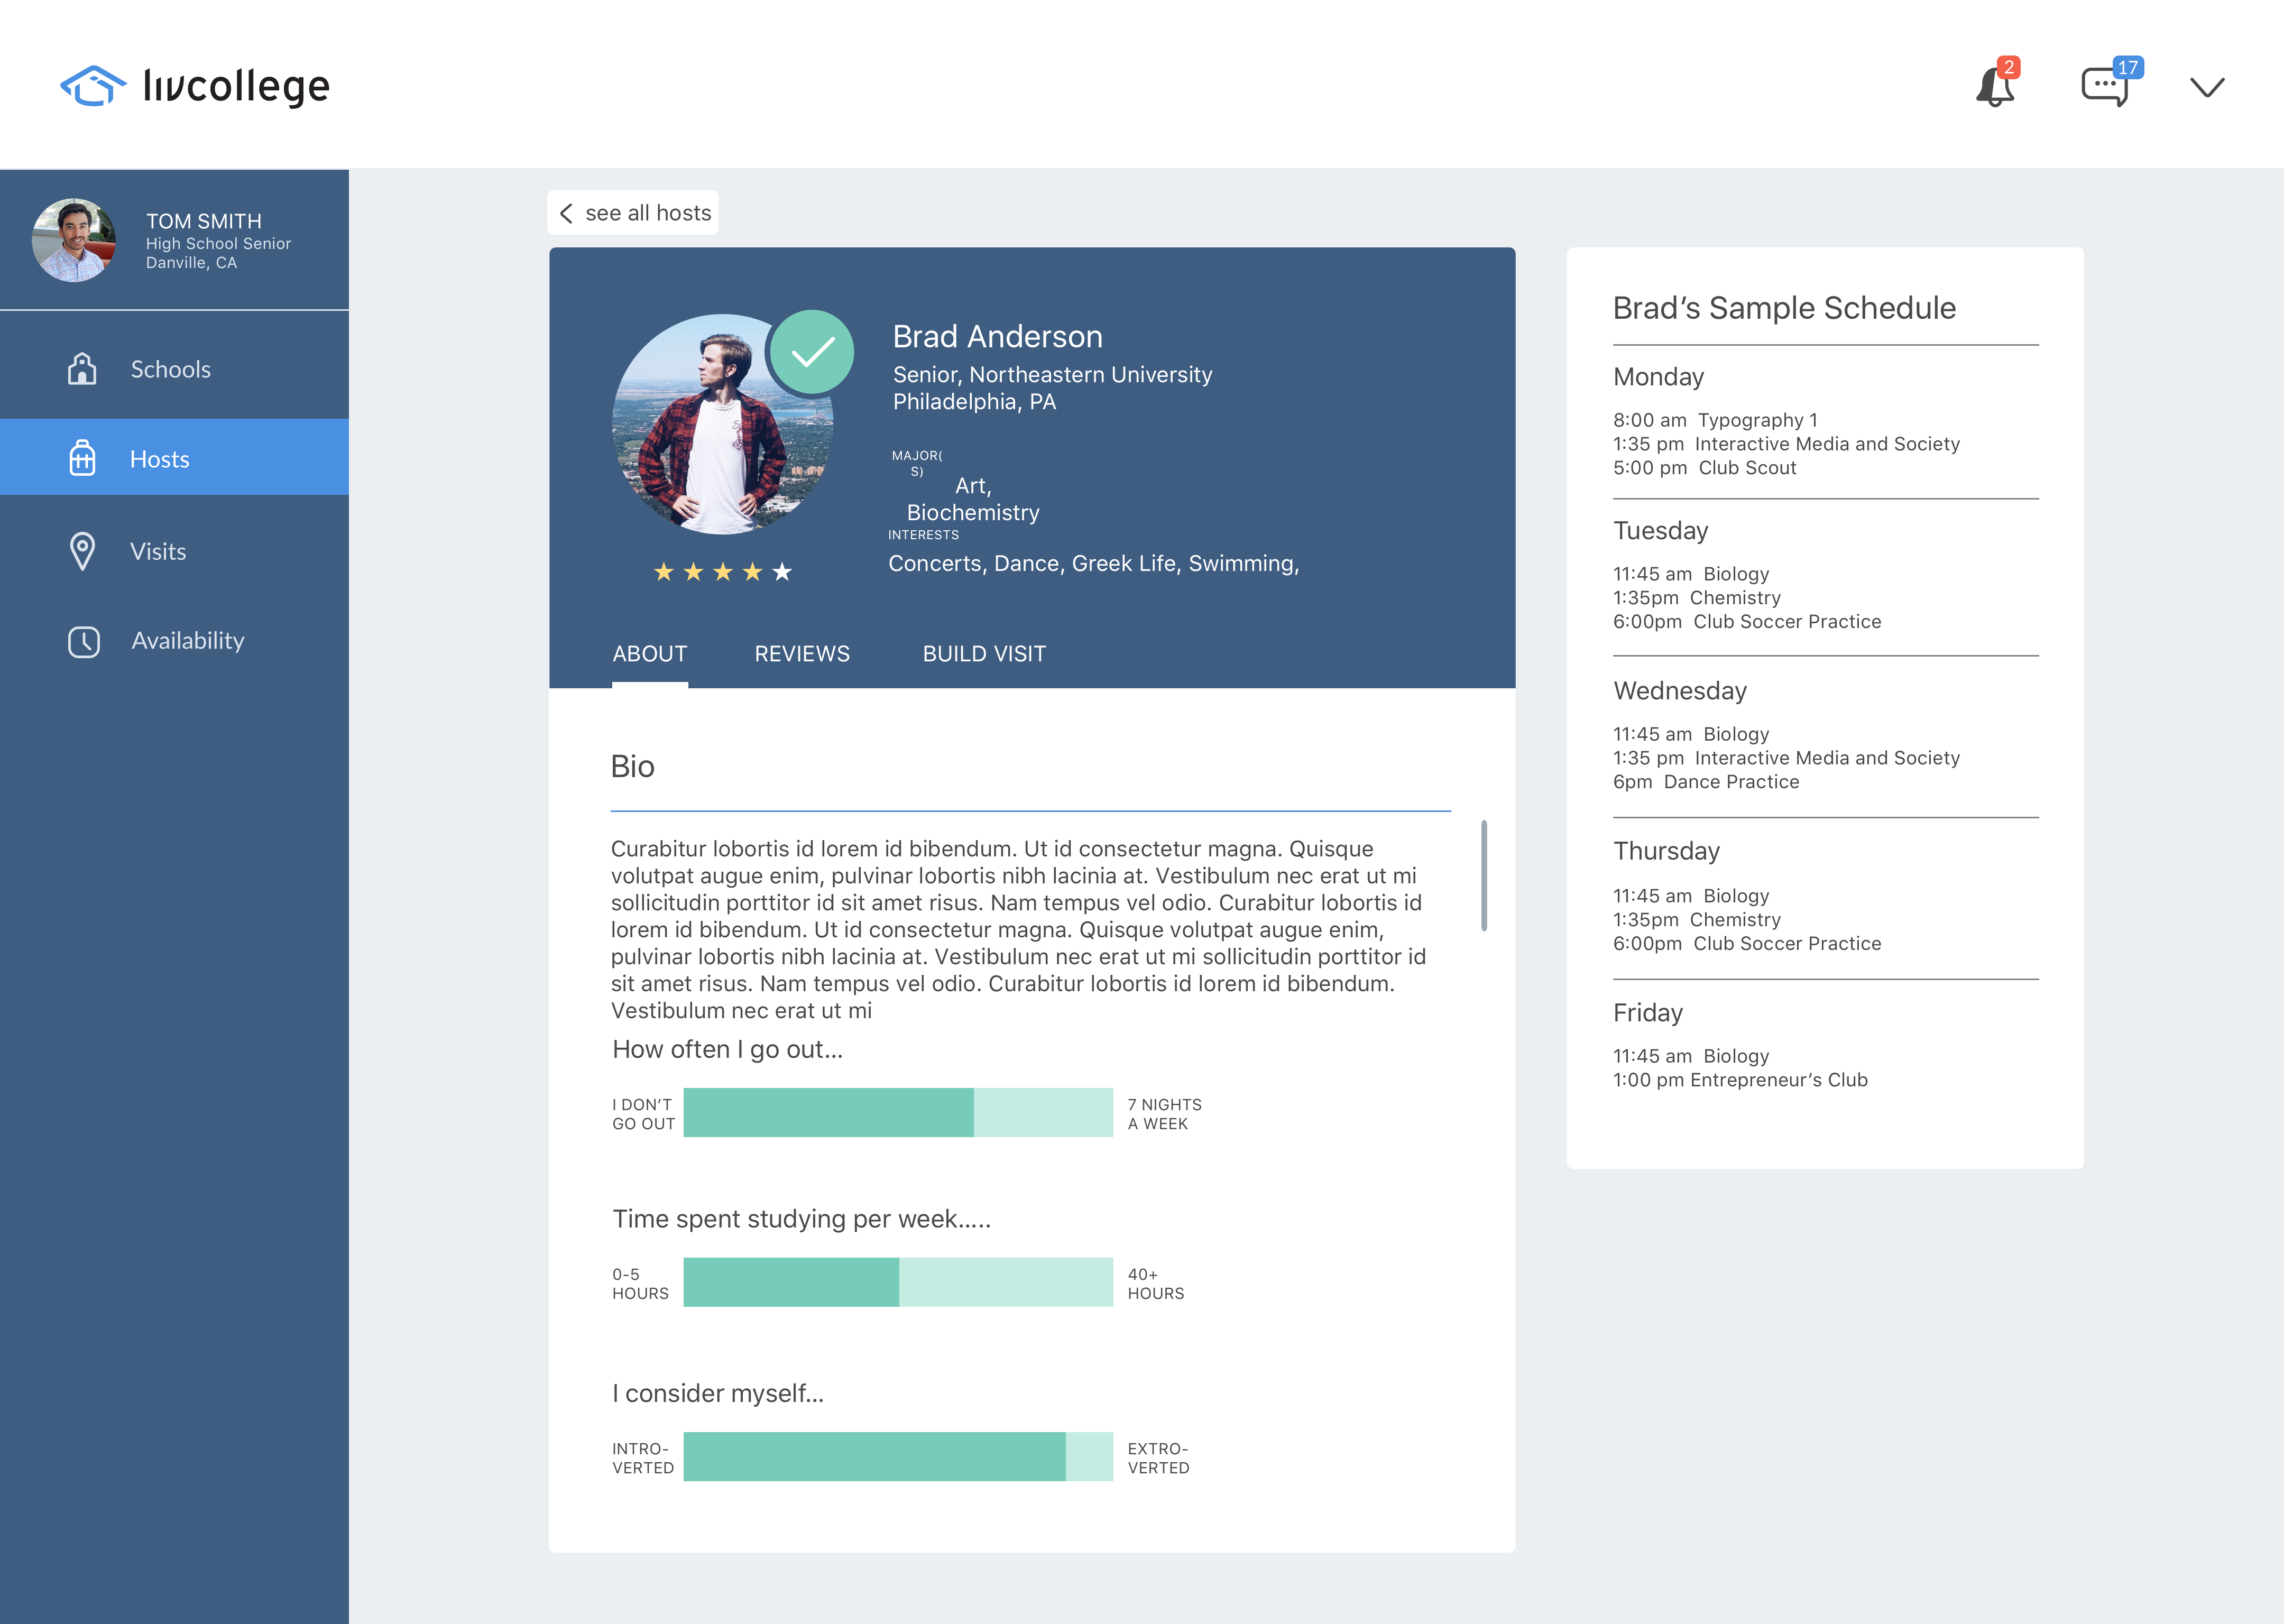 livcollege
2
17
TOM SMITH
High School Senior
Danville, CA
Schools
Hosts
Visits
Availability
see all hosts
Brad Anderson
Senior, Northeastern University
Philadelphia, PA
MAJOR(
S)
Art,
Biochemistry
INTERESTS
Concerts, Dance, Greek Life, Swimming,
ABOUT
REVIEWS
BUILD VISIT
Bio
Curabitur lobortis id lorem id bibendum. Ut id consectetur magna. Quisque
volutpat augue enim, pulvinar lobortis nibh lacinia at. Vestibulum nec erat ut mi
sollicitudin porttitor id sit amet risus. Nam tempus vel odio. Curabitur lobortis id
lorem id bibendum. Ut id consectetur magna. Quisque volutpat augue enim,
pulvinar lobortis nibh lacinia at. Vestibulum nec erat ut mi sollicitudin porttitor id
sit amet risus. Nam tempus vel odio. Curabitur lobortis id lorem id bibendum.
Vestibulum nec erat ut mi
How often I go out...
I DON'T
GO OUT
7 NIGHTS
A WEEK
Time spent studying per week.....
0-5
HOURS
40+
HOURS
I consider myself...
INTRO-
VERTED
EXTRO-
VERTED
Brad's Sample Schedule
Monday
8:00 am Typography 1
1:35 pm Interactive Media and Society
5:00 pm Club Scout
Tuesday
11:45 am Biology
1:35pm Chemistry
6:00pm Club Soccer Practice
Wednesday
11:45 am Biology
1:35 pm Interactive Media and Society
6pm Dance Practice
Thursday
11:45 am Biology
1:35pm Chemistry
6:00pm Club Soccer Practice
Friday
11:45 am Biology
1:00 pm Entrepreneur's Club